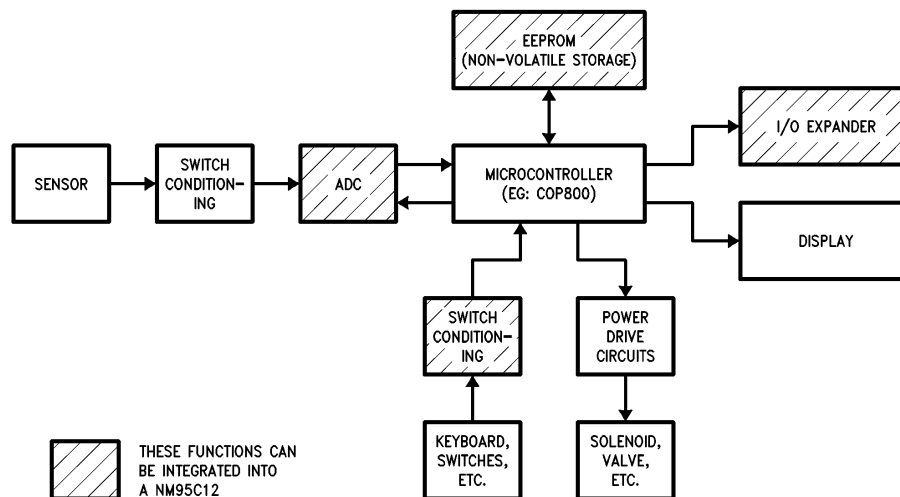 EEPROM
(NON-VOLATILE STORAGE)
I/O EXPANDER
SENSOR
SWITCH
CONDITION-
ING
ADC
MICROCONTROLLER
(EG: COP800)
DISPLAY
SWITCH
CONDITION-
ING
POWER
DRIVE
CIRCUITS
KEYBOARD,
SWITCHES,
ETC.
SOLENOID,
VALVE,
ETC.
THESE FUNCTIONS CAN
BE INTEGRATED INTO
A NM95C12